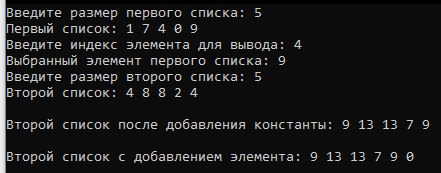 Введите размер первого списка: 5
Первый список: 1 7 4 0 9
Введите индекс элемента для вывода: 4
Выбранный элемент первого списка: 9
Введите размер второго списка: 5
Второй список: 4 8 8 2 4
Второй список после добавления константы: 9 13 13 7 9
Второй список с добавлением элемента: 9 13 13 7 9 0